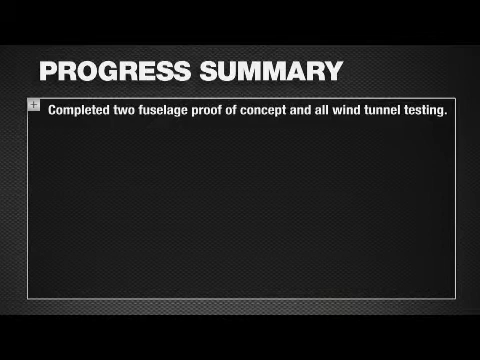 PROGRESS SUMMARY
Completed two fuselage proof of concept and all wind tunnel testing.